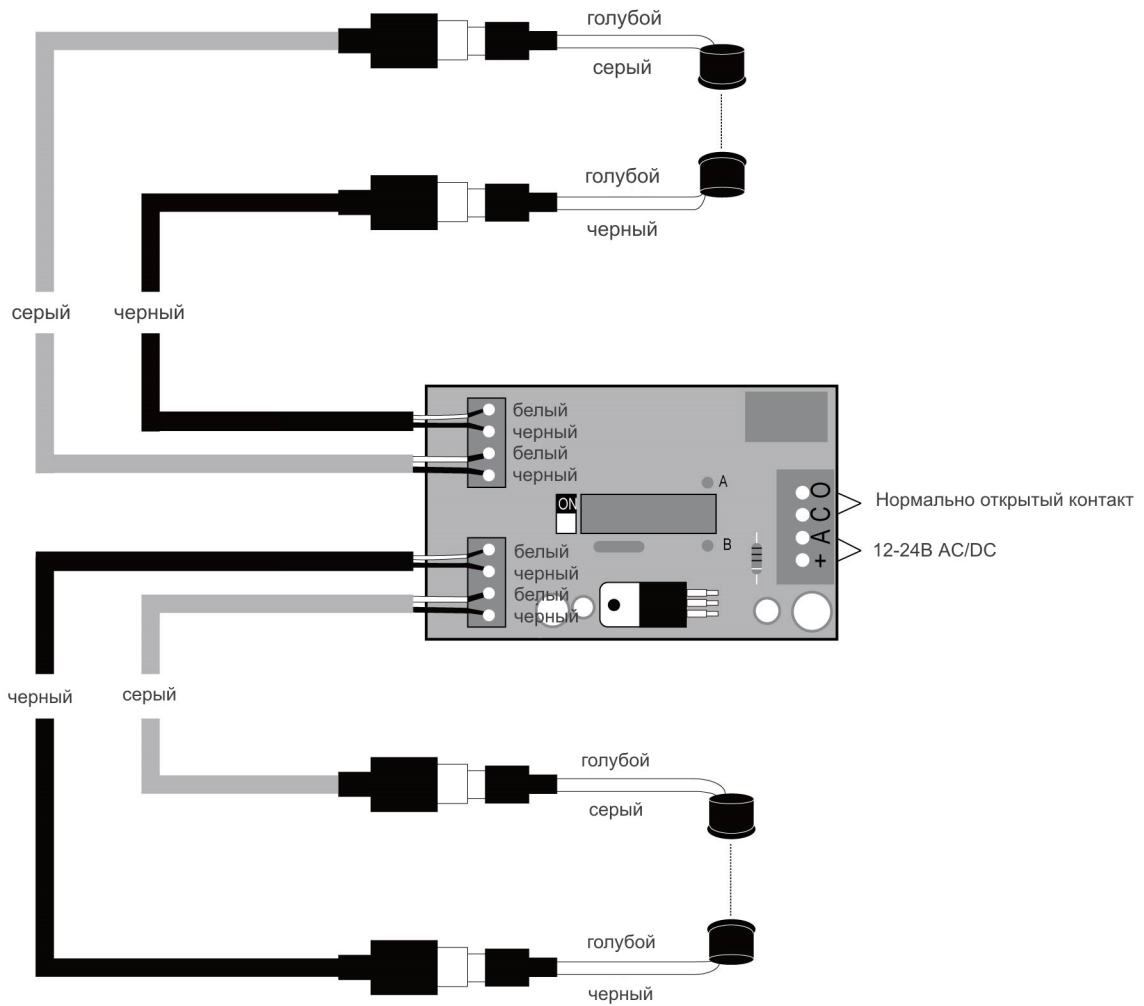 голубой
серый
голубой
черный
серый
черный
белый
черный
белый
черный
A
ON
B
O
C
A
+
Нормально открытый контакт
12-24В AC/DC
белый
черный
белый
черный
черный
серый
голубой
серый
голубой
черный